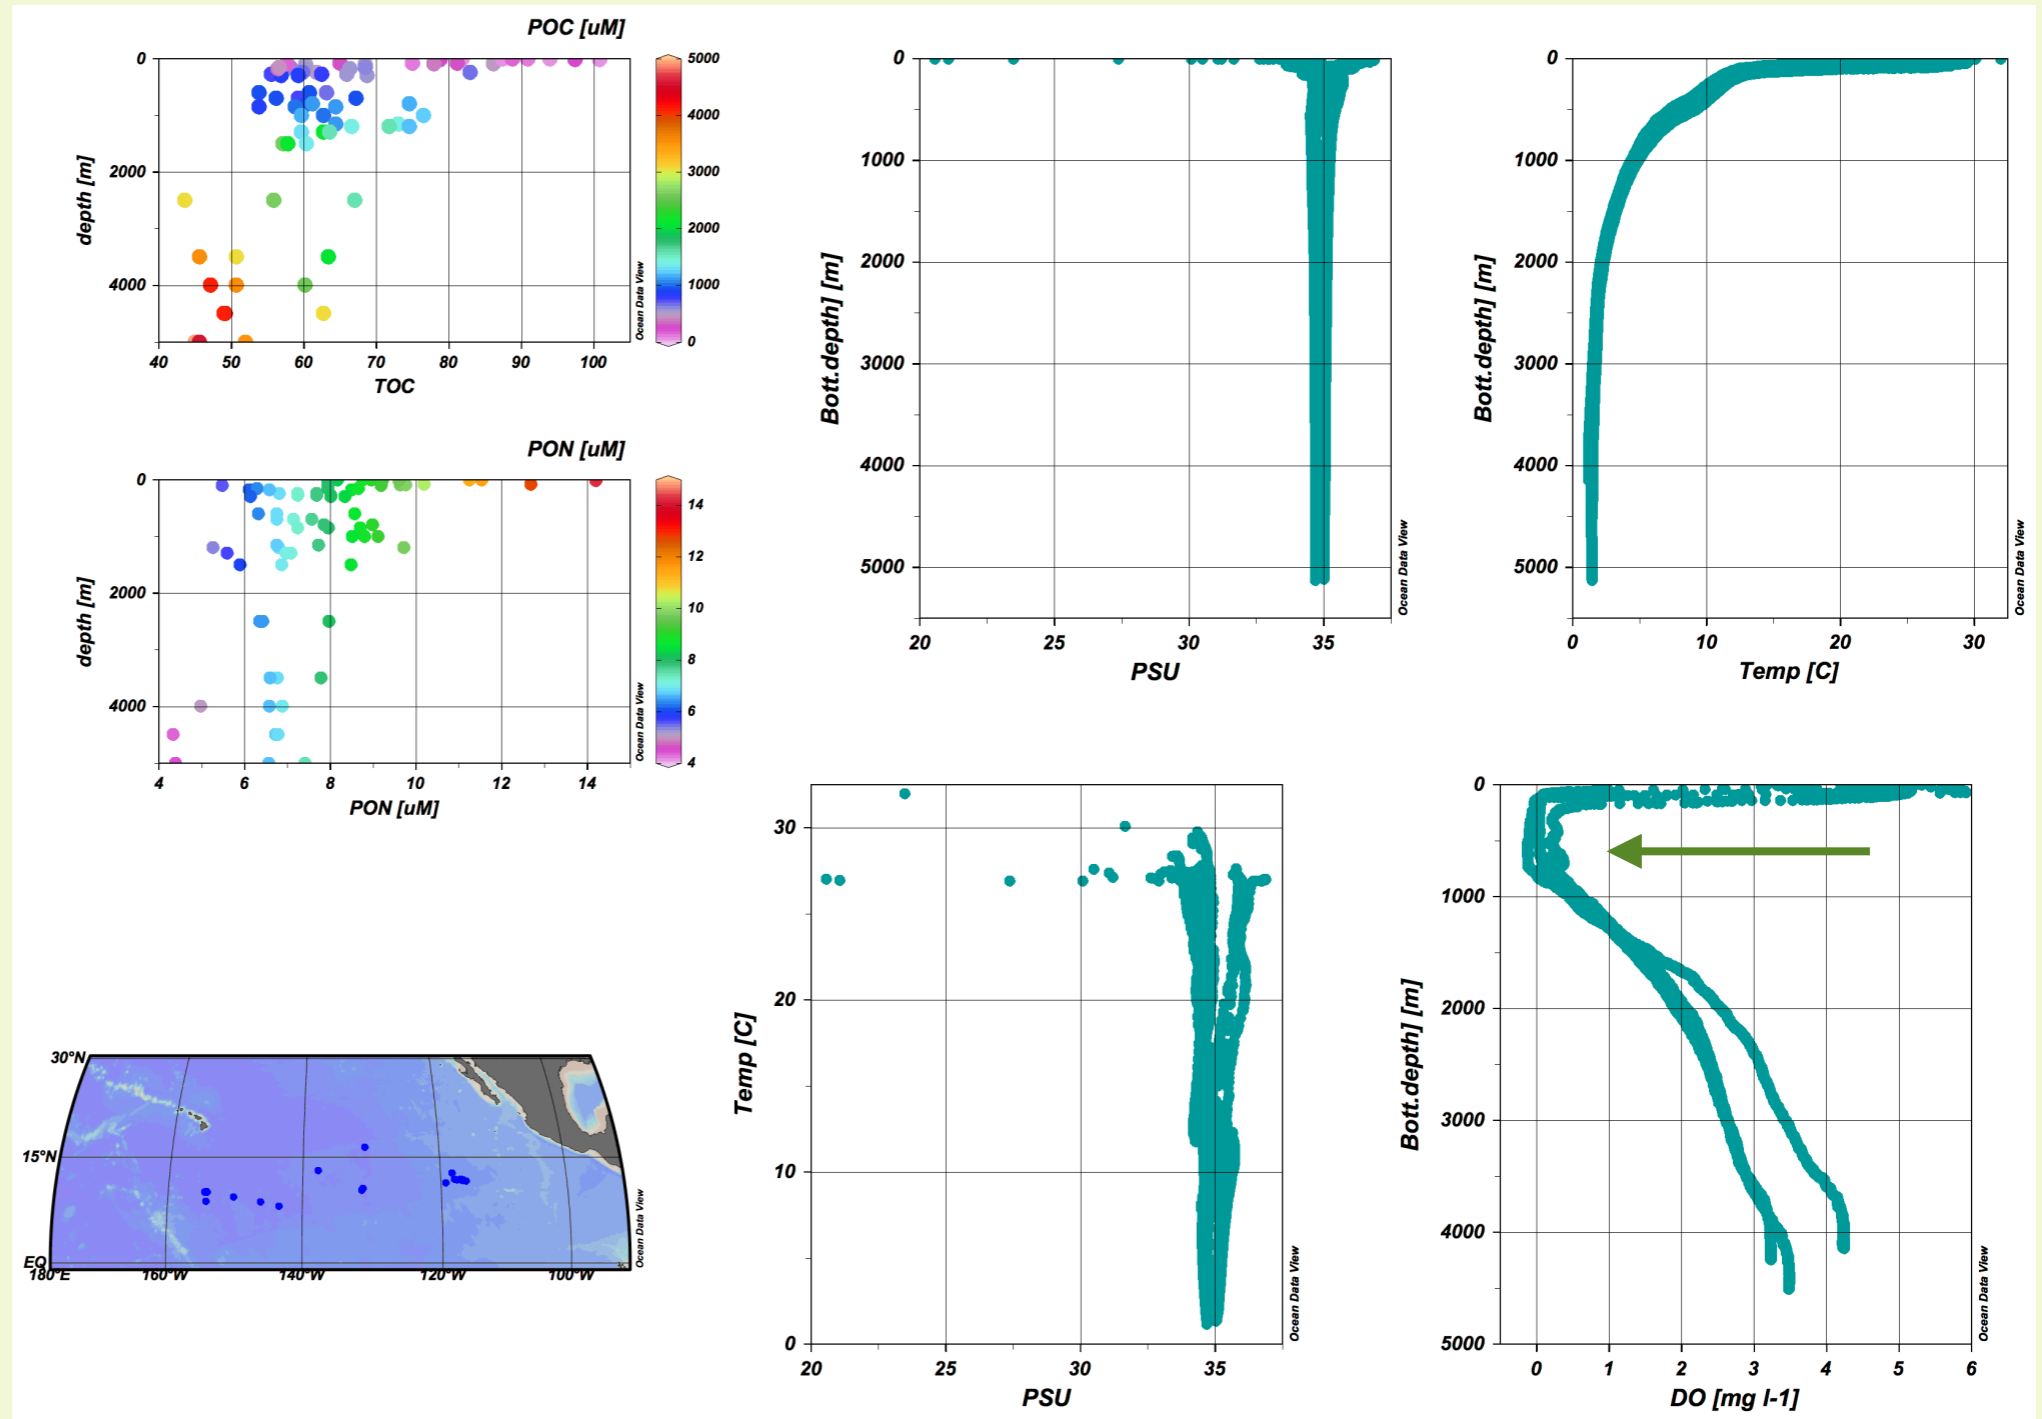 POC [uM]
0
2000
4000
depth [m]
40 50 60 70 80 90 100
TOC
5000
4000
3000
2000
1000
0
Ocean Data View
PON [uM]
0
2000
4000
depth [m]
4 6 8 10 12 14
PON [uM]
14
12
10
8
6
4
Ocean Data View
30°N
15°N
EQ
180°E 160°W 140°W 120°W 100°W
Ocean Data View
0
1000
2000
3000
4000
5000
Bott.depth] [m]
20 25 30 35
PSU
Ocean Data View
0
1000
2000
3000
4000
5000
Bott.depth] [m]
0 10 20 30
Temp [C]
Ocean Data View
30
20
10
0
Temp [C]
20 25 30 35
PSU
Ocean Data View
0
1000
2000
3000
4000
5000
Bott.depth] [m]
0 1 2 3 4 5 6
DO [mg l-1]
Ocean Data View